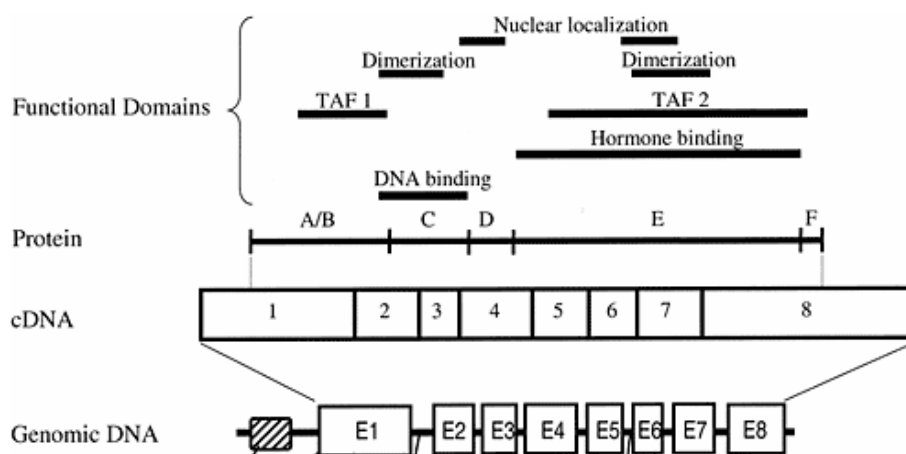 Nuclear localization
Dimerization Dimerization
Functional Domains
TAF 1 TAF 2
Hormone binding
DNA binding
Protein A/B C D E F
cDNA 1 2 3 4 5 6 7 8
Genomic DNA E1 E2 E3 E4 E5 E6 E7 E8